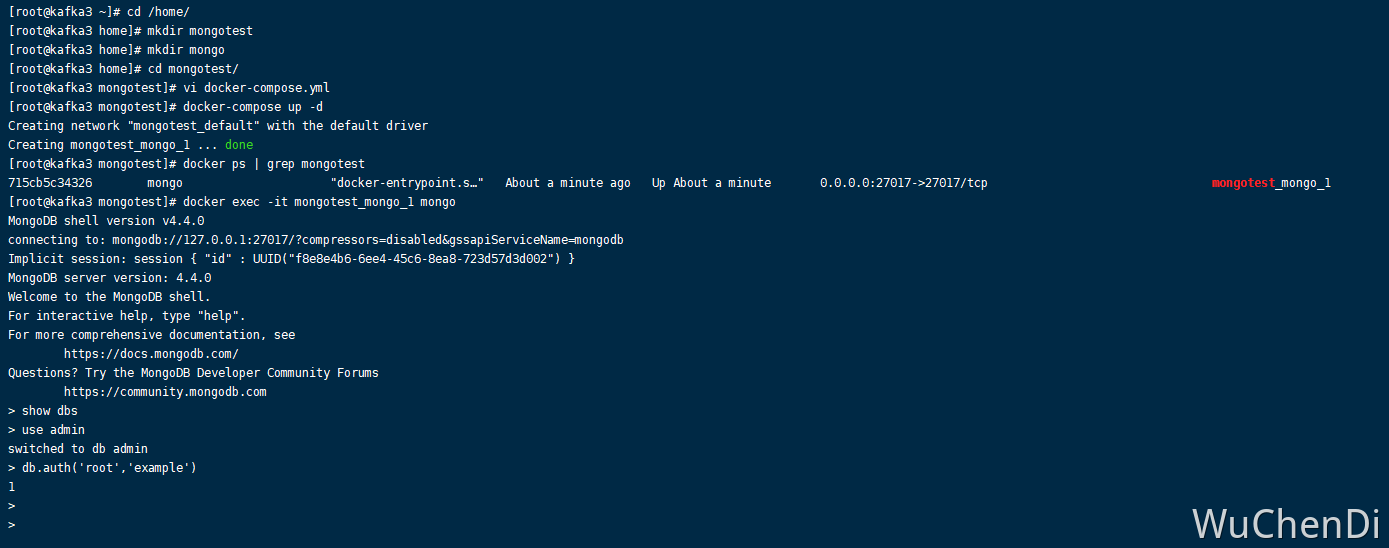 [root@kafka3 ~]# cd /home/
[root@kafka3 home]# mkdir mongotest
[root@kafka3 home]# mkdir mongo
[root@kafka3 home]# cd mongotest/
[root@kafka3 mongotest]# vi docker-compose.yml
[root@kafka3 mongotest]# docker-compose up -d
Creating network "mongotest_default" with the default driver
Creating mongotest_mongo_1 ... done
[root@kafka3 mongotest]# docker ps | grep mongotest
715cb5c34326        mongo                     "docker-entrypoint.s…"   About a minute ago   Up About a minute       0.0.0.0:27017->27017/tcp                                mongotest_mongo_1
[root@kafka3 mongotest]# docker exec -it mongotest_mongo_1 mongo
MongoDB shell version v4.4.0
connecting to: mongodb://127.0.0.1:27017/?compressors=disabled&gssapiServiceName=mongodb
Implicit session: session { "id" : UUID("f8e8e4b6-6ee4-45c6-8ea8-723d57d3d002") }
MongoDB server version: 4.4.0
Welcome to the MongoDB shell.
For interactive help, type "help".
For more comprehensive documentation, see
        https://docs.mongodb.com/
Questions? Try the MongoDB Developer Community Forums
        https://community.mongodb.com
> show dbs
> use admin
switched to db admin
> db.auth('root','example')
1
>
>
WuChenDi